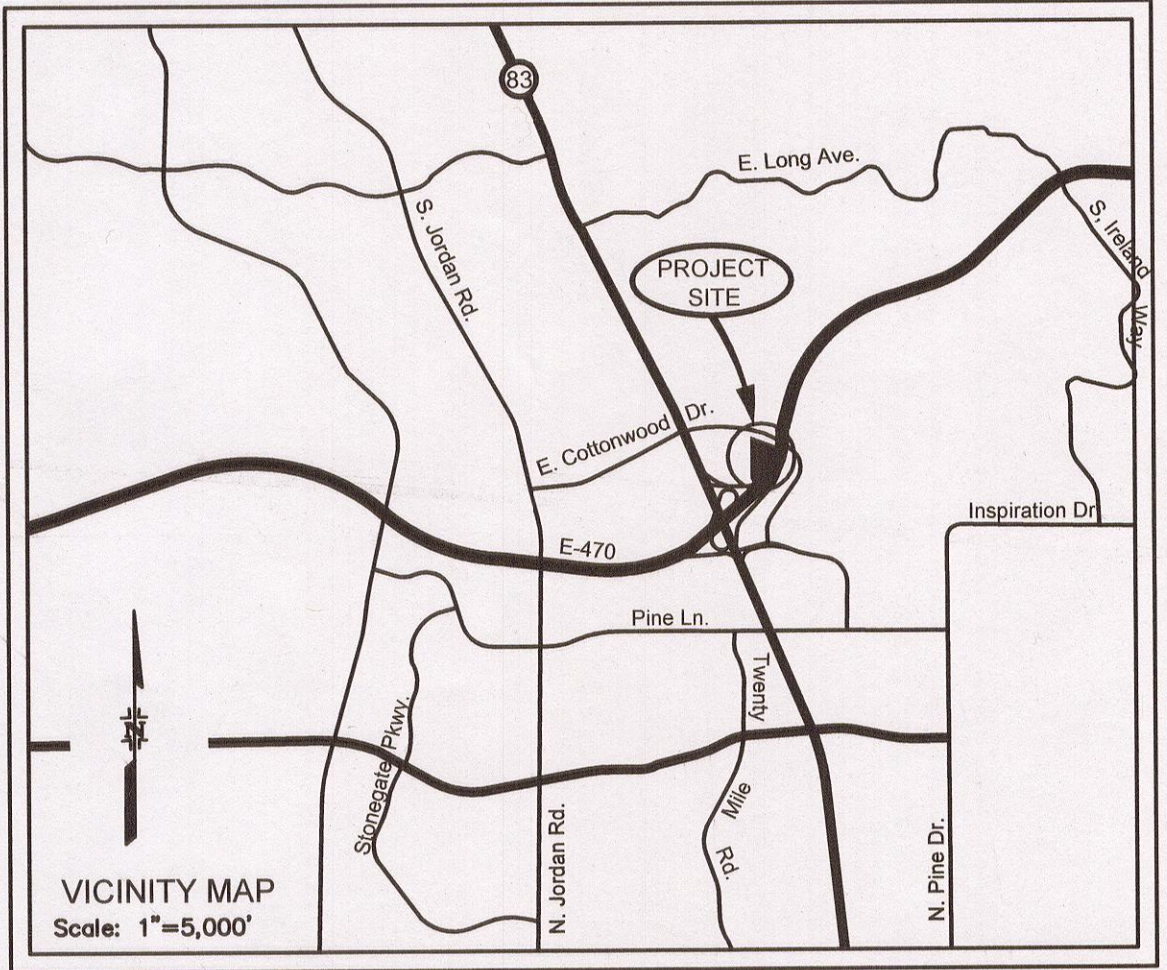 83
E. Long Ave.
S. Jordan Rd.
S, Ireland
Way
PROJECT
SITE
E. Cottonwood Dr.
Inspiration Dr
E-470
Pine Ln.
Twenty
Mile
Rd.
Stonegate Pkwy.
N
N. Jordan Rd.
N. Pine Dr.
VICINITY MAP
Scale: 1"=5,000'